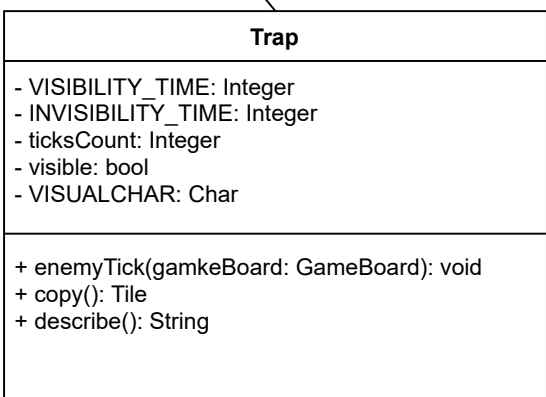 Trap
- VISIBILITY_TIME: Integer
- INVISIBILITY_TIME: Integer
- ticksCount: Integer
- visible: bool
- VISUALCHAR: Char
+ enemyTick(gamkeBoard: GameBoard): void
+ copy(): Tile
+ describe(): String